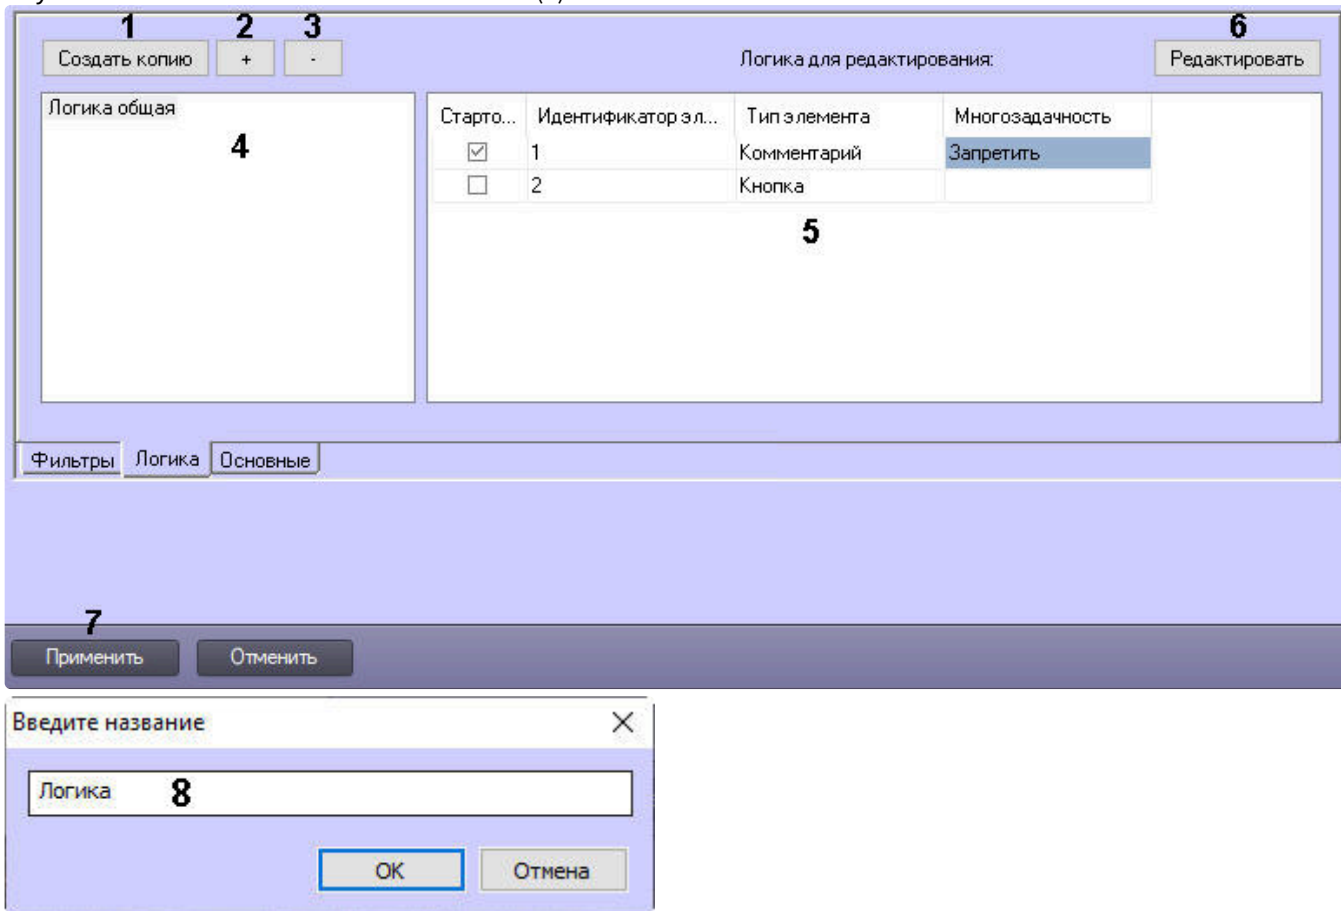 1 2 3 6
Создать копию + - Логика для редактирования: Редактировать
Логика общая
4
Старто... Идентификатор эл... Тип элемента Многозадачность
1 Комментарий Запретить
2 Кнопка
5
Фильтры Логика Основные
7
Применить Отменить
Введите название
Логика 8
OK Отмена